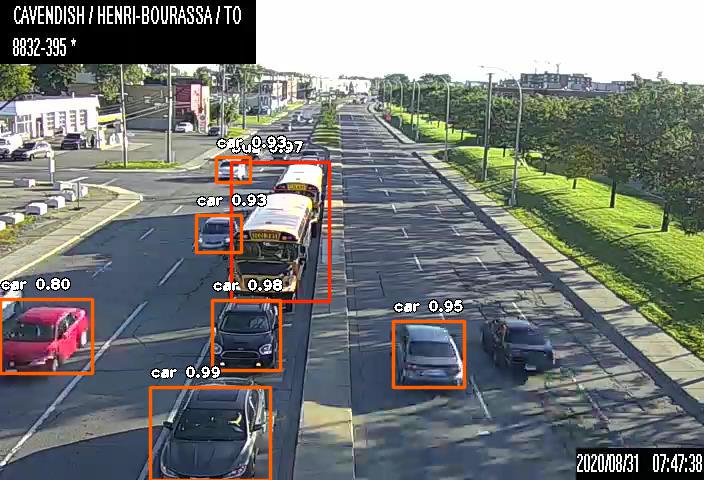 CAVENDISH / HENRI-BOURASSA / TO
8832-395 *
car 0.93
car 0.93
car 0.98
car 0.80
car 0.95
car 0.99
2020/08/31 07:47:38